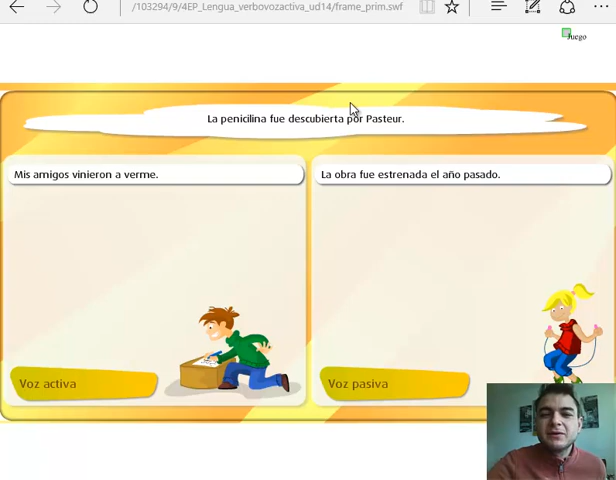 /103294/9/4EP_Lengua_verbovozactiva_ud14/frame_prim.swf
Juego
La penicilina fue descubierta por Pasteur.
Mis amigos vinieron a verme.
La obra fue estrenada el año pasado.
Voz activa
Voz pasiva